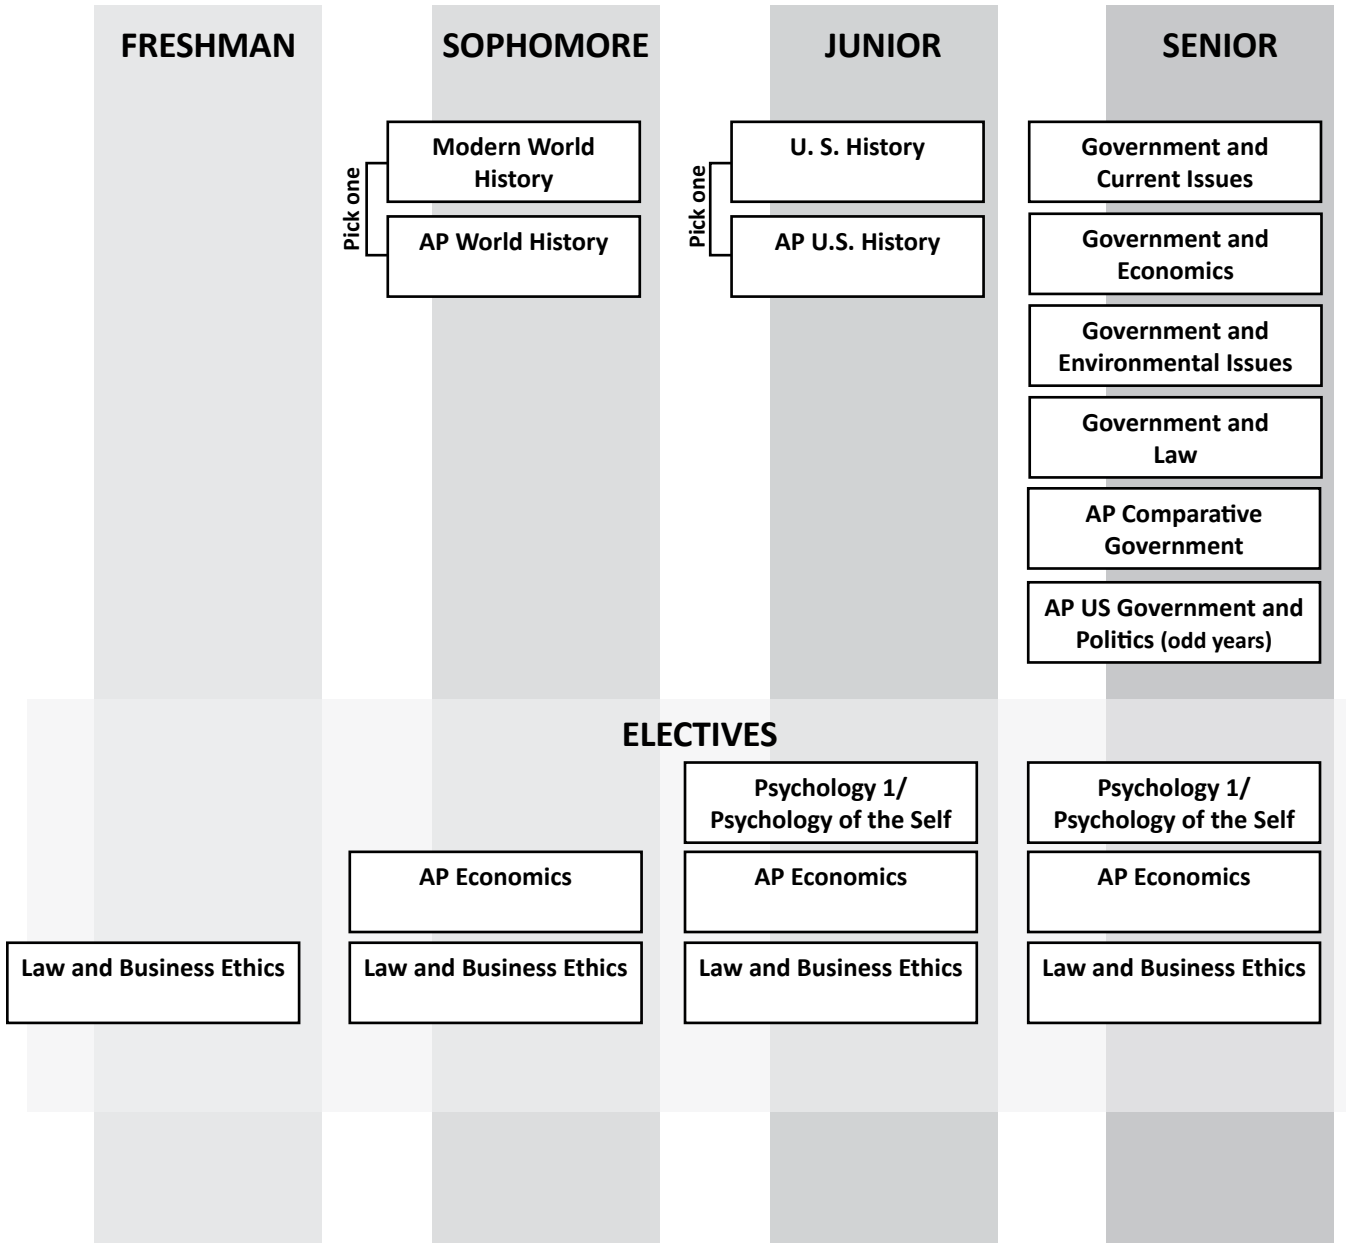 FRESHMAN
SOPHOMORE
JUNIOR
SENIOR
Pick one
Modern World
History
AP World History
Pick one
U. S. History
AP U.S. History
Government and
Current Issues
Government and
Economics
Government and
Environmental Issues
Government and
Law
AP Comparative
Government
AP US Government and
Politics (odd years)
ELECTIVES
Psychology 1/
Psychology of the Self
Psychology 1/
Psychology of the Self
AP Economics
AP Economics
AP Economics
Law and Business Ethics
Law and Business Ethics
Law and Business Ethics
Law and Business Ethics